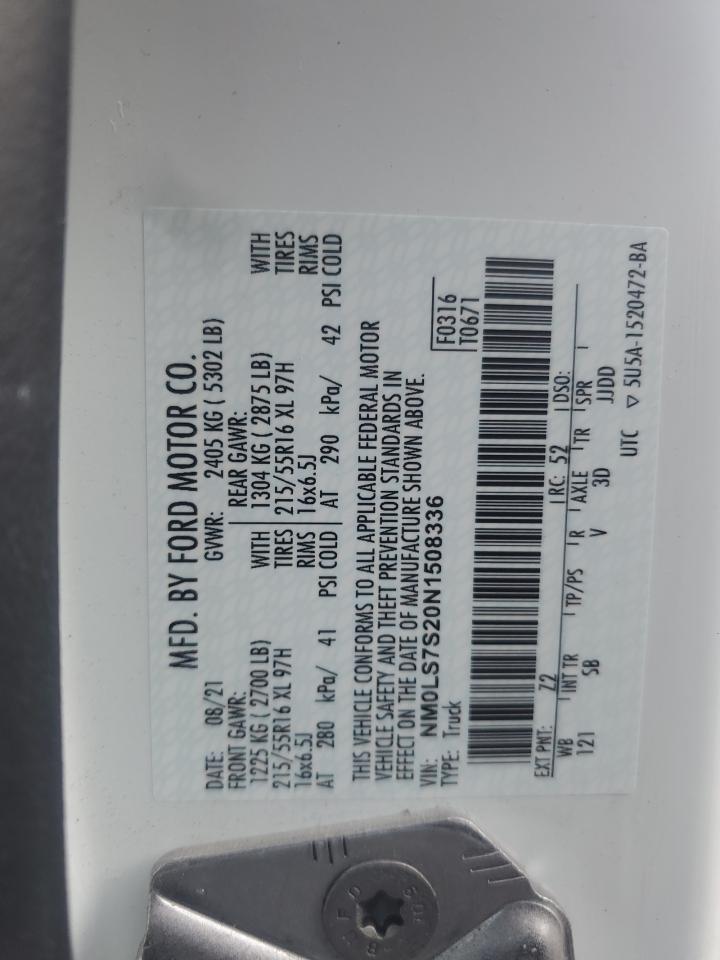 MFD. BY FORD MOTOR CO.
DATE: 08/21 GVWR: 2405 KG ( 5302 LB)
FRONT GAWR: REAR GAWR:
1225 KG ( 2700 LB) WITH 1304 KG ( 2875 LB) WITH
215/55R16 XL 97H TIRES 215/55R16 XL 97H TIRES
16x6.5J RIMS 16x6.5J RIMS
AT 280 kPa/ 41 PSI COLD AT 290 kPa/ 42 PSI COLD
THIS VEHICLE CONFORMS TO ALL APPLICABLE FEDERAL MOTOR
VEHICLE SAFETY AND THEFT PREVENTION STANDARDS IN
EFFECT ON THE DATE OF MANUFACTURE SHOWN ABOVE.
VIN: NM0LS7S20N1508336 F0316
TYPE: Truck T0671
EXT PNT: Z2 RC: 52 DSO:
WB INT TR TP/PS R AXLE TR SPR
121 SB V 3D JJDD
UTC ▽ 5U5A-1520472-BA